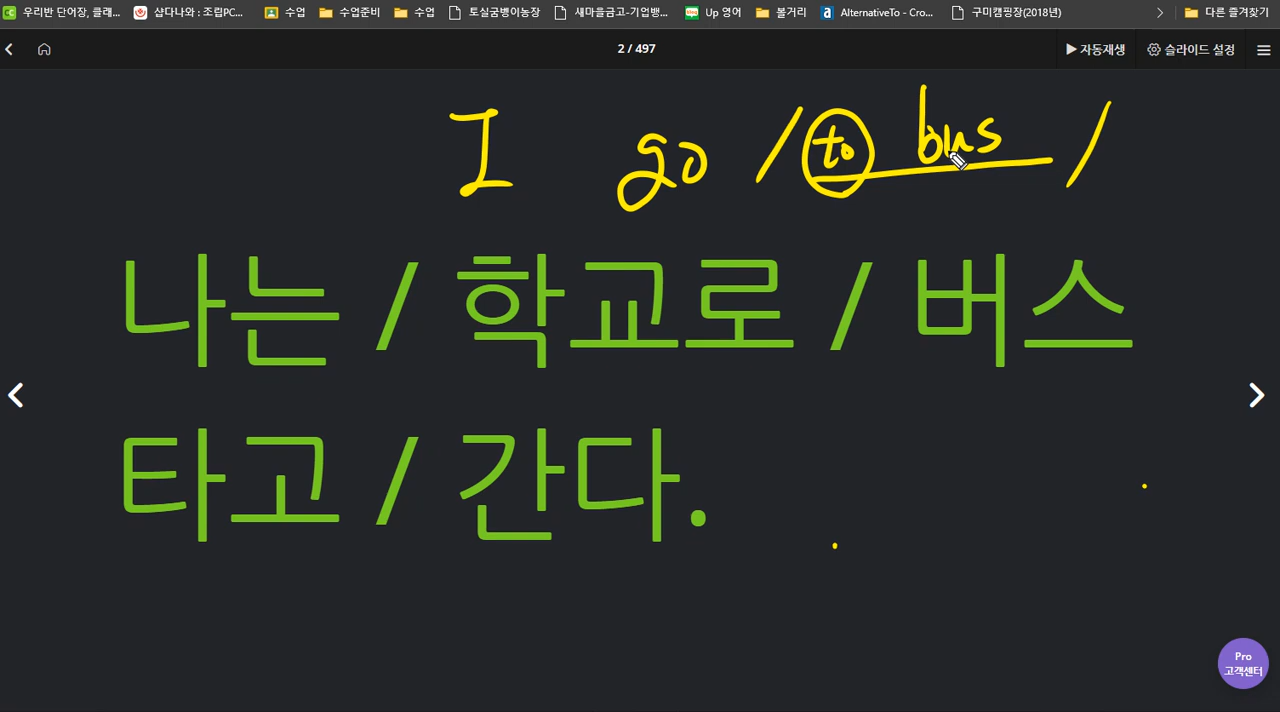 우리반 단어장, 클래... 샵다나와 : 조립PC... 수업 수업준비 수업 토실굼벵이농장 새마을금고-기업뱅... Up 영어 볼거리 AlternativeTo - Cro... 구미캠핑장(2018년) 다른 즐겨찾기
2 / 497 자동재생 슬라이드 설정
I go / to bus /
나는 / 학교로 / 버스
타고 / 간다.
Pro
고객센터